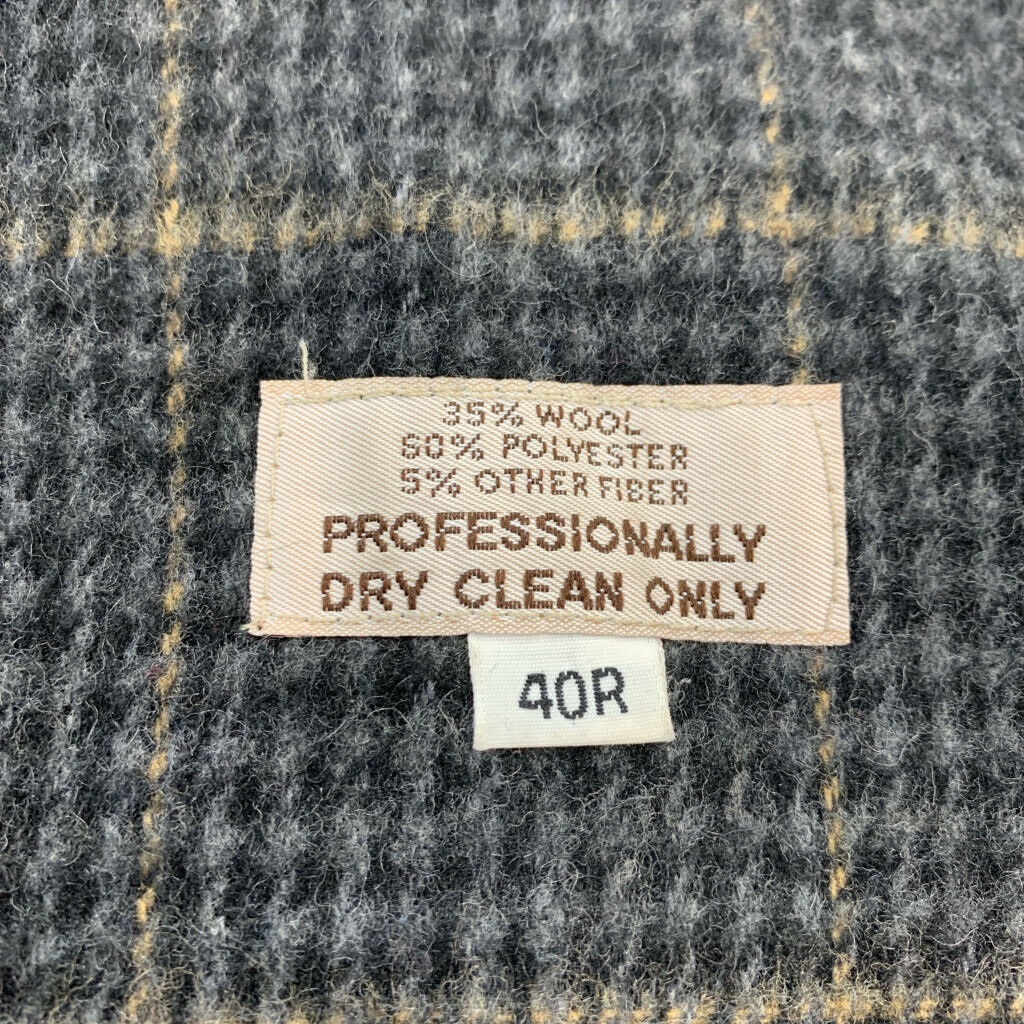 35% WOOL
60% POLYESTER
5% OTHER FIBER
PROFESSIONALLY
DRY CLEAN ONLY
40R